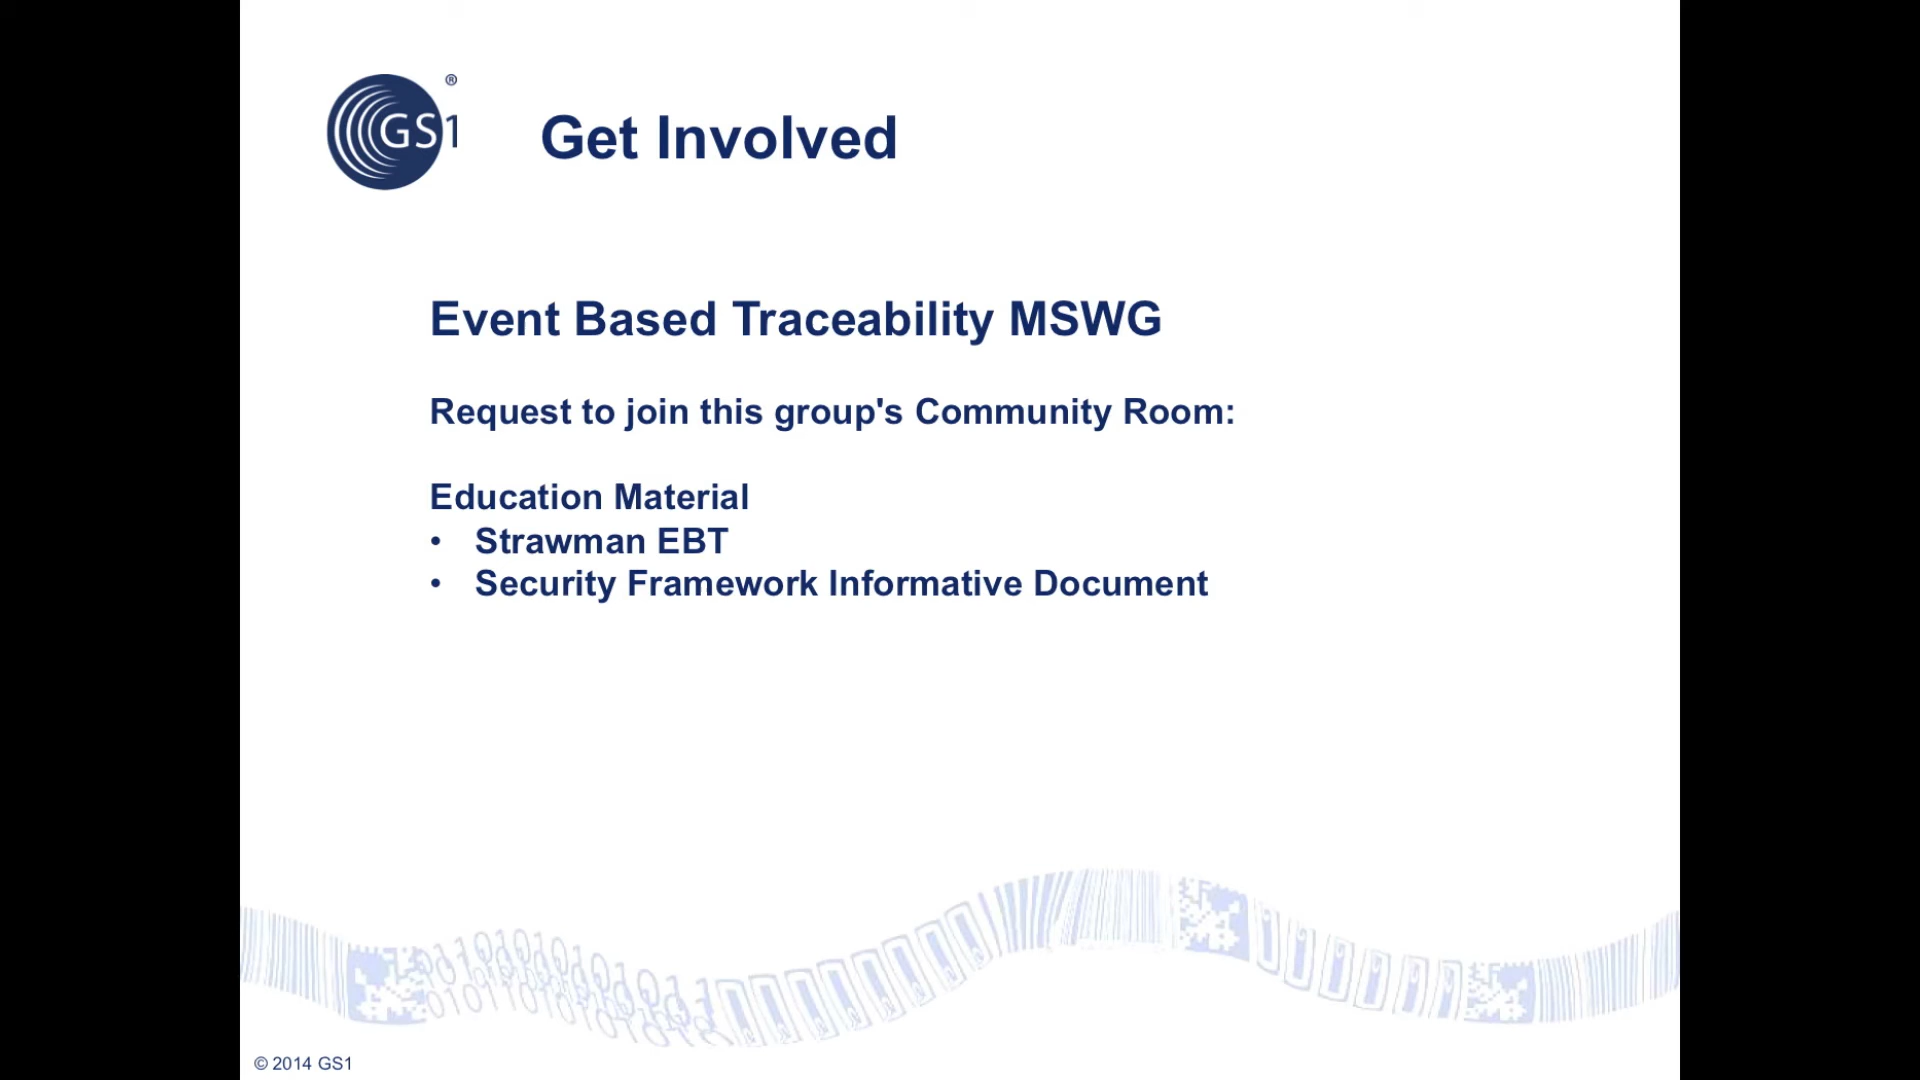 GS1 ®
Get Involved
Event Based Traceability MSWG
Request to join this group's Community Room:
Education Material
• Strawman EBT
• Security Framework Informative Document
© 2014 GS1